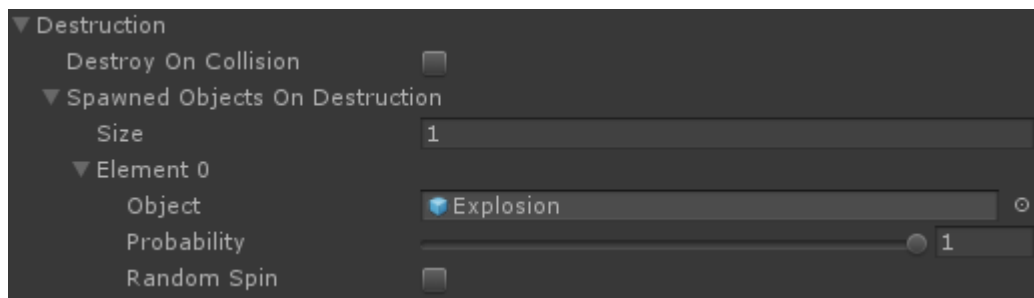 Destruction
Destroy On Collision
Spawned Objects On Destruction
Size 1
Element 0
Object Explosion
Probability 1
Random Spin